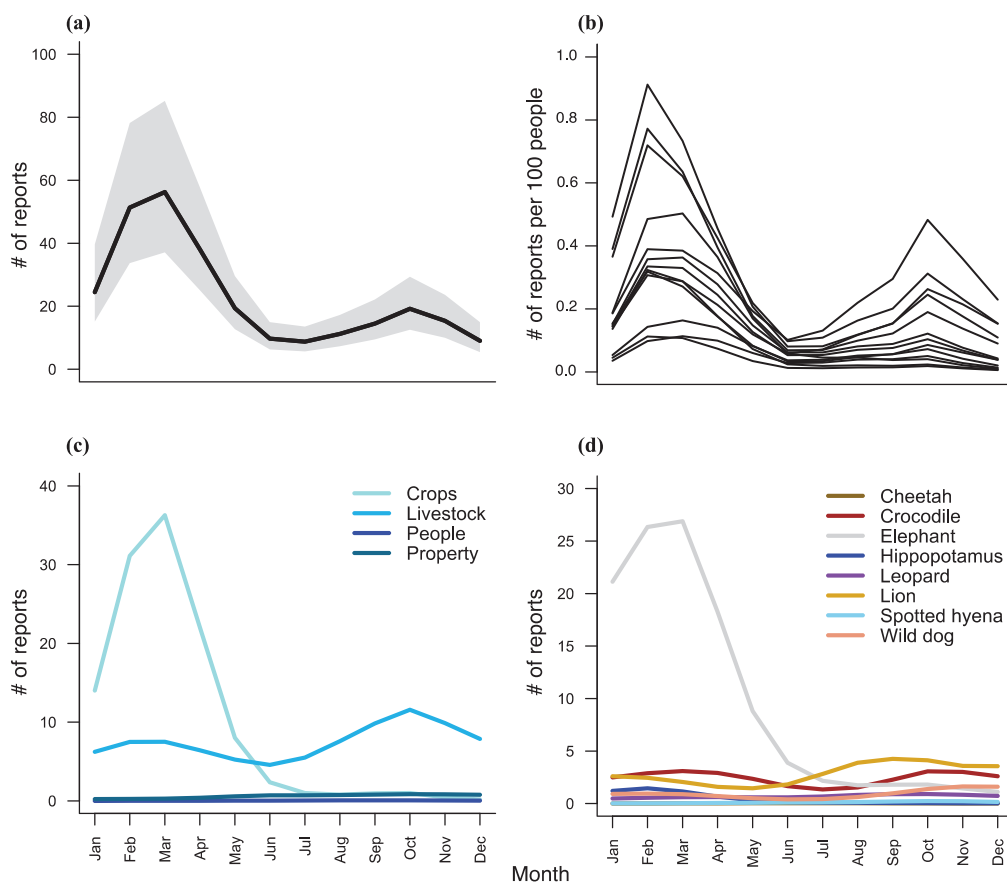 (a)
100
80
60
40
20
0
# of reports
(b)
1.0
0.8
0.6
0.4
0.2
0.0
# of reports per 100 people
(c)
40
30
20
10
0
# of reports
Crops
Livestock
People
Property
Jan
Feb
Mar
Apr
May
Jun
Jul
Aug
Sep
Oct
Nov
Dec
(d)
30
25
20
15
10
5
0
# of reports
Cheetah
Crocodile
Elephant
Hippopotamus
Leopard
Lion
Spotted hyena
Wild dog
Jan
Feb
Mar
Apr
May
Jun
Jul
Aug
Sep
Oct
Nov
Dec
Month